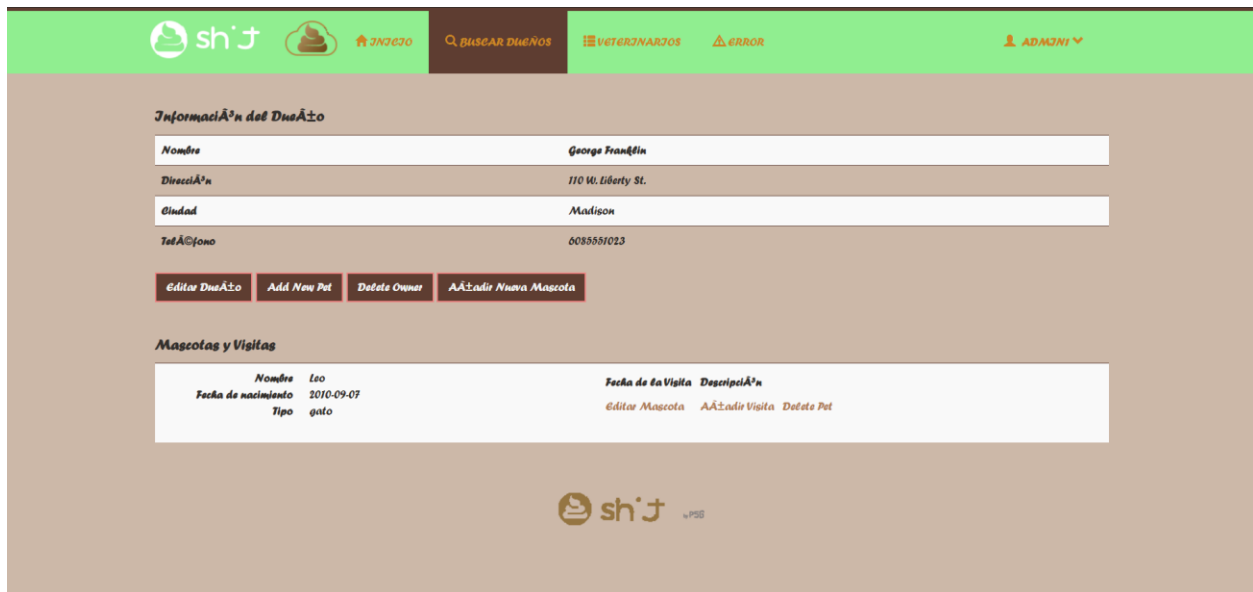 sh't INICIO BUSCAR DUEÑOS VETERINARIOS ERROR ADMIN1
InformaciÃ³n del DueÃ±o
Nombre George Franklin
DirecciÃ³n 110 W. Liberty St.
Ciudad Madison
TelÃ©fono 6085551023
Editar DueÃ±o Add New Pet Delete Owner AÃ±adir Nueva Mascota
Mascotas y Visitas
Nombre Leo Fecha de la Visita DescripciÃ³n
Fecha de nacimiento 2010-09-07 Editar Mascota AÃ±adir Visita Delete Pet
Tipo gato
sh't by PSG